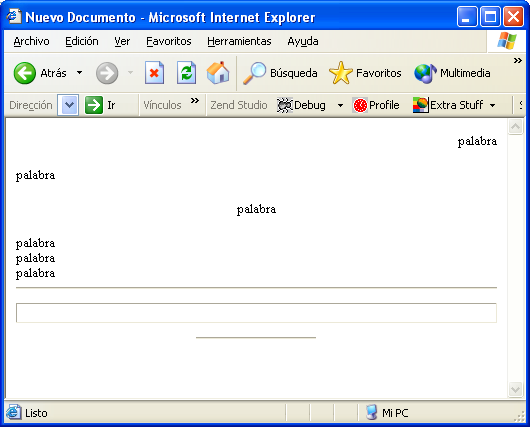 Nuevo Documento - Microsoft Internet Explorer
Archivo Edición Ver Favoritos Herramientas Ayuda
Atrás Búsqueda Favoritos Multimedia »
Dirección Ir Vínculos » Zend Studio Debug Profile Extra Stuff S
palabra
palabra
palabra
palabra
palabra
palabra
Listo Mi PC